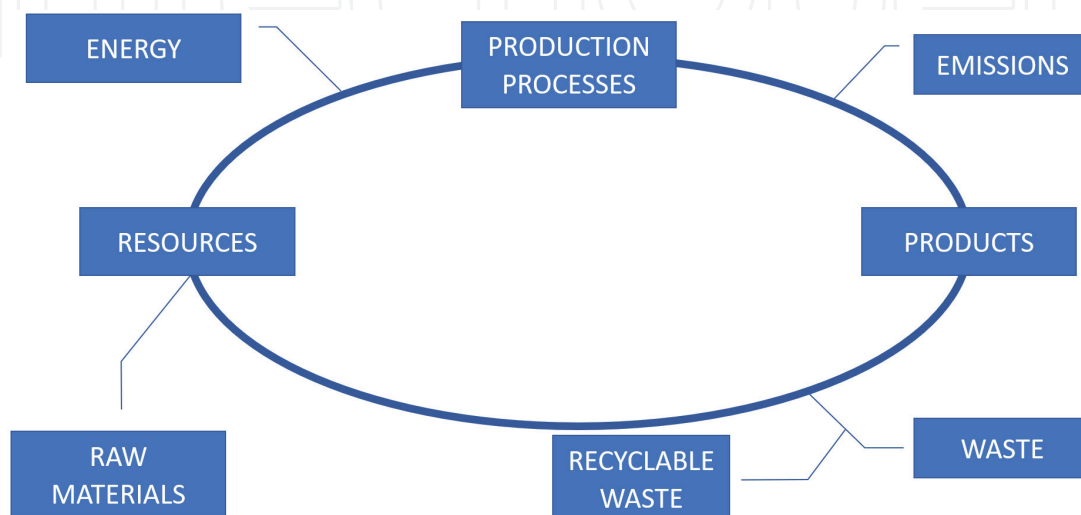 ENERGY
PRODUCTION
PROCESSES
EMISSIONS
RESOURCES
PRODUCTS
RAW
MATERIALS
RECYCLABLE
WASTE
WASTE